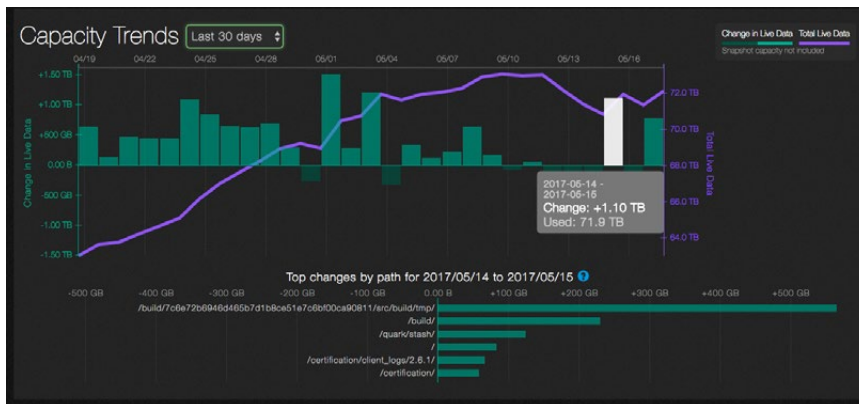 Capacity Trends Last 30 days
Change in Live Data Total Live Data
Snapshot capacity not included
04/19 04/22 04/25 04/28 05/01 05/04 05/07 05/10 05/13 05/16
Change in Live Data
+1.50 TB
+1.00 TB
+500 GB
0.00 B
-500 GB
-1.00 TB
-1.50 TB
72.0 TB
70.0 TB
68.0 TB
66.0 TB
64.0 TB
Total Live Data
2017-05-14 -
2017-05-15
Change: +1.10 TB
Used: 71.9 TB
Top changes by path for 2017/05/14 to 2017/05/15 ?
-500 GB -400 GB -300 GB -200 GB -100 GB 0.00 B +100 GB +200 GB +300 GB +400 GB +500 GB
/build/7c6e72b6946d465b7d1b8ce51e7c6bf00ca90811/src/build/tmp/
/build/
/quark/stash/
/
/certification/client_logs/2.6.1/
/certification/